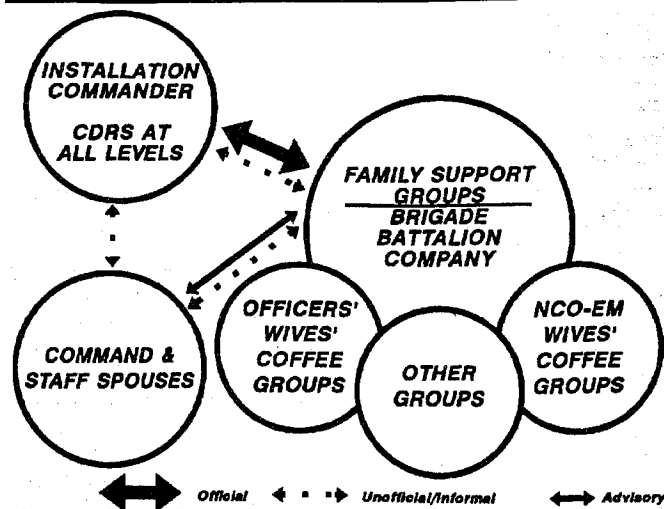 INSTALLATION
COMMANDER
CDRS AT
ALL LEVELS
FAMILY SUPPORT
GROUPS
BRIGADE
BATTALION
COMPANY
COMMAND &
STAFF SPOUSES
OFFICERS'
WIVES'
COFFEE
GROUPS
OTHER
GROUPS
NCO-EM
WIVES'
COFFEE
GROUPS
Official Unofficial/Informal Advisory